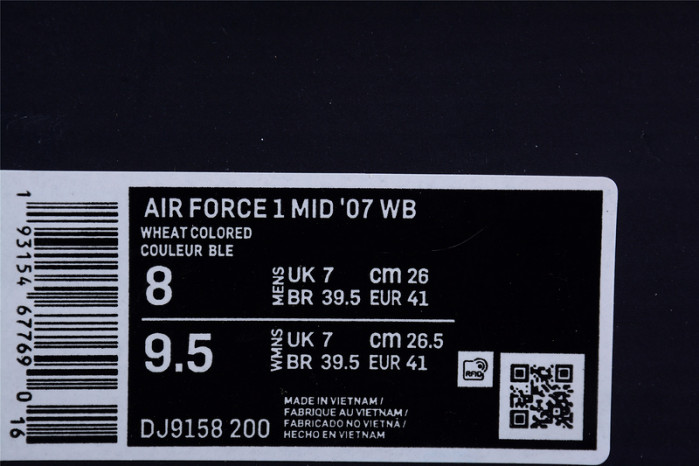 AIR FORCE 1 MID '07 WB
WHEAT COLORED
COULEUR BLE
8 MENS UK 7 cm 26
BR 39.5 EUR 41
9.5 WMNS UK 7 cm 26.5
BR 39.5 EUR 41
RFID
DJ9158 200
MADE IN VIETNAM /
FABRIQUE AU VIETNAM /
FABRICADO NO VIETNÃ /
HECHO EN VIETNAM
1 93154 67769 0 16